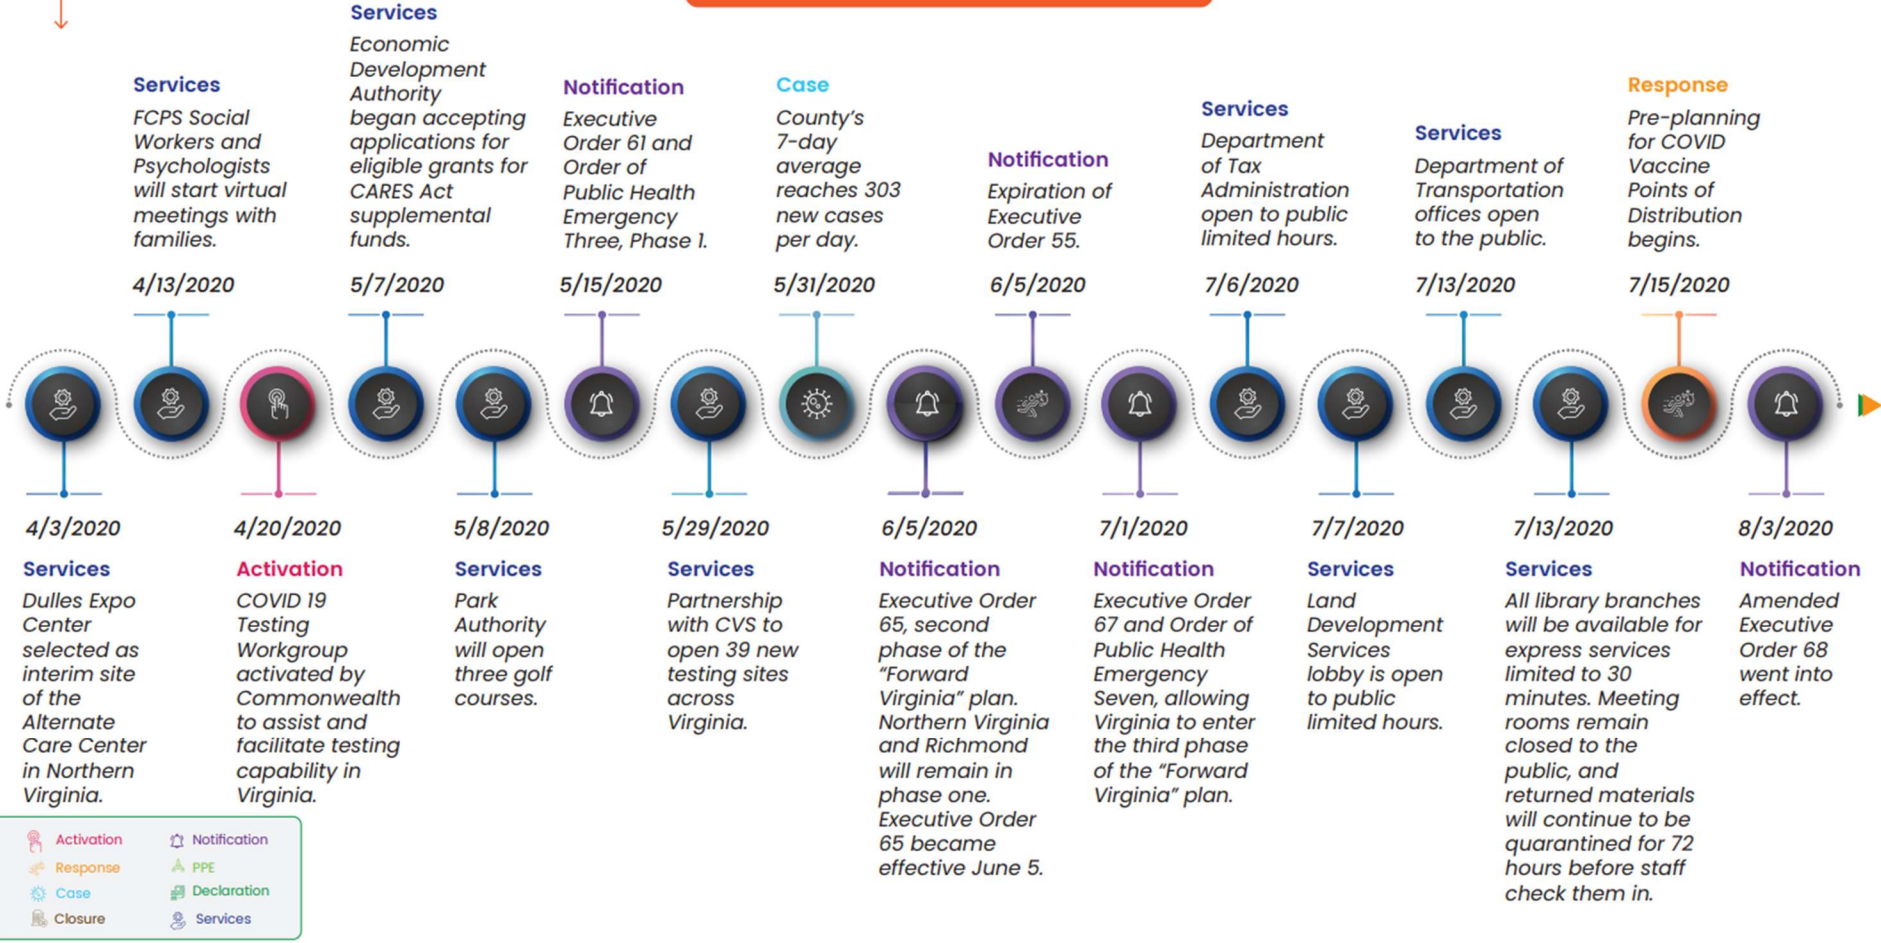 Services
Economic
Development
Authority
began accepting
applications for
eligible grants for
CARES Act
supplemental
funds.
5/7/2020
Services
FCPS Social
Workers and
Psychologists
will start virtual
meetings with
families.
4/13/2020
Notification
Executive
Order 61 and
Order of
Public Health
Emergency
Three, Phase 1.
5/15/2020
Case
County's
7-day
average
reaches 303
new cases
per day.
5/31/2020
Notification
Expiration of
Executive
Order 55.
6/5/2020
Services
Department
of Tax
Administration
open to public
limited hours.
7/6/2020
Services
Department of
Transportation
offices open
to the public.
7/13/2020
Response
Pre-planning
for COVID
Vaccine
Points of
Distribution
begins.
7/15/2020
4/3/2020
Services
Dulles Expo
Center
selected as
interim site
of the
Alternate
Care Center
in Northern
Virginia.
4/20/2020
Activation
COVID 19
Testing
Workgroup
activated by
Commonwealth
to assist and
facilitate testing
capability in
Virginia.
5/8/2020
Services
Park
Authority
will open
three golf
courses.
5/29/2020
Services
Partnership
with CVS to
open 39 new
testing sites
across
Virginia.
6/5/2020
Notification
Executive Order
65, second
phase of the
"Forward
Virginia" plan.
Northern Virginia
and Richmond
will remain in
phase one.
Executive Order
65 became
effective June 5.
7/1/2020
Notification
Executive Order
67 and Order of
Public Health
Emergency
Seven, allowing
Virginia to enter
the third phase
of the "Forward
Virginia" plan.
7/7/2020
Services
Land
Development
Services
lobby is open
to public
limited hours.
7/13/2020
Services
All library branches
will be available for
express services
limited to 30
minutes. Meeting
rooms remain
closed to the
public, and
returned materials
will continue to be
quarantined for 72
hours before staff
check them in.
8/3/2020
Notification
Amended
Executive
Order 68
went into
effect.
Activation
Response
Case
Closure
Notification
PPE
Declaration
Services